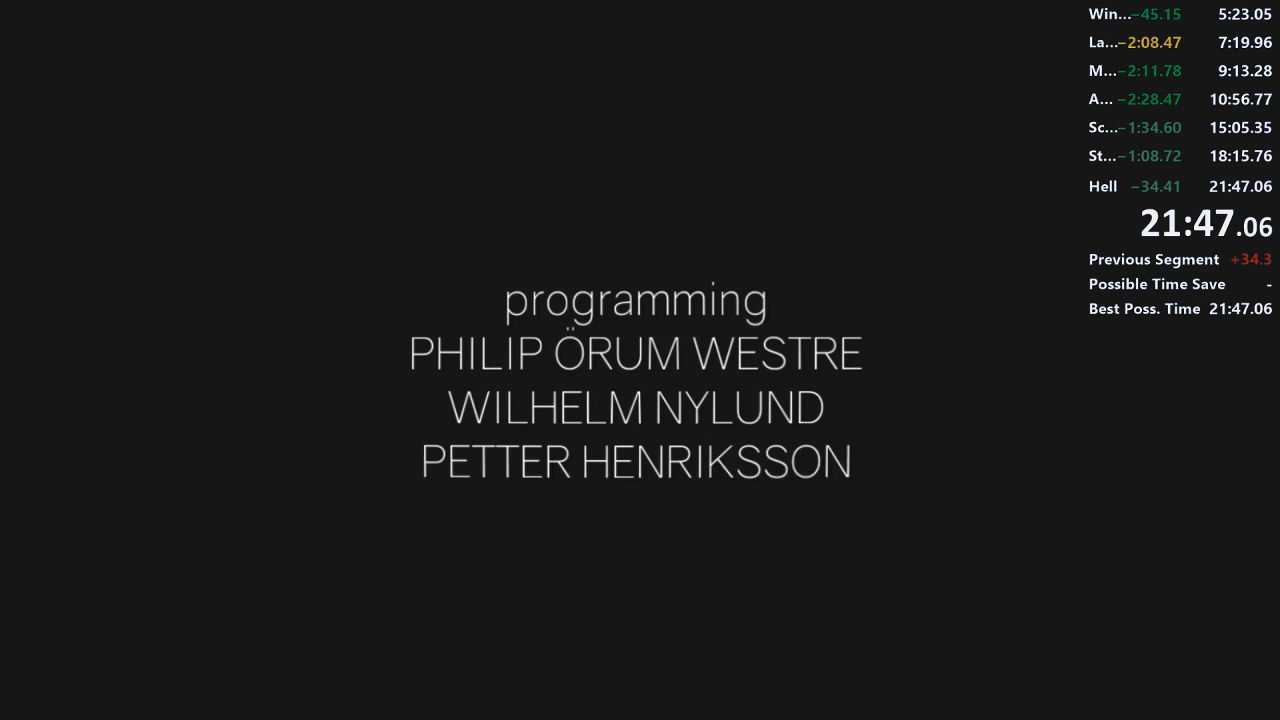 programming
PHILIP ÖRUM WESTRE
WILHELM NYLUND
PETTER HENRIKSSON
Win... −45.15 5:23.05
La... −2:08.47 7:19.96
M... −2:11.78 9:13.28
A... −2:28.47 10:56.77
Sc... −1:34.60 15:05.35
St... −1:08.72 18:15.76
Hell −34.41 21:47.06
21:47.06
Previous Segment +34.3
Possible Time Save -
Best Poss. Time 21:47.06